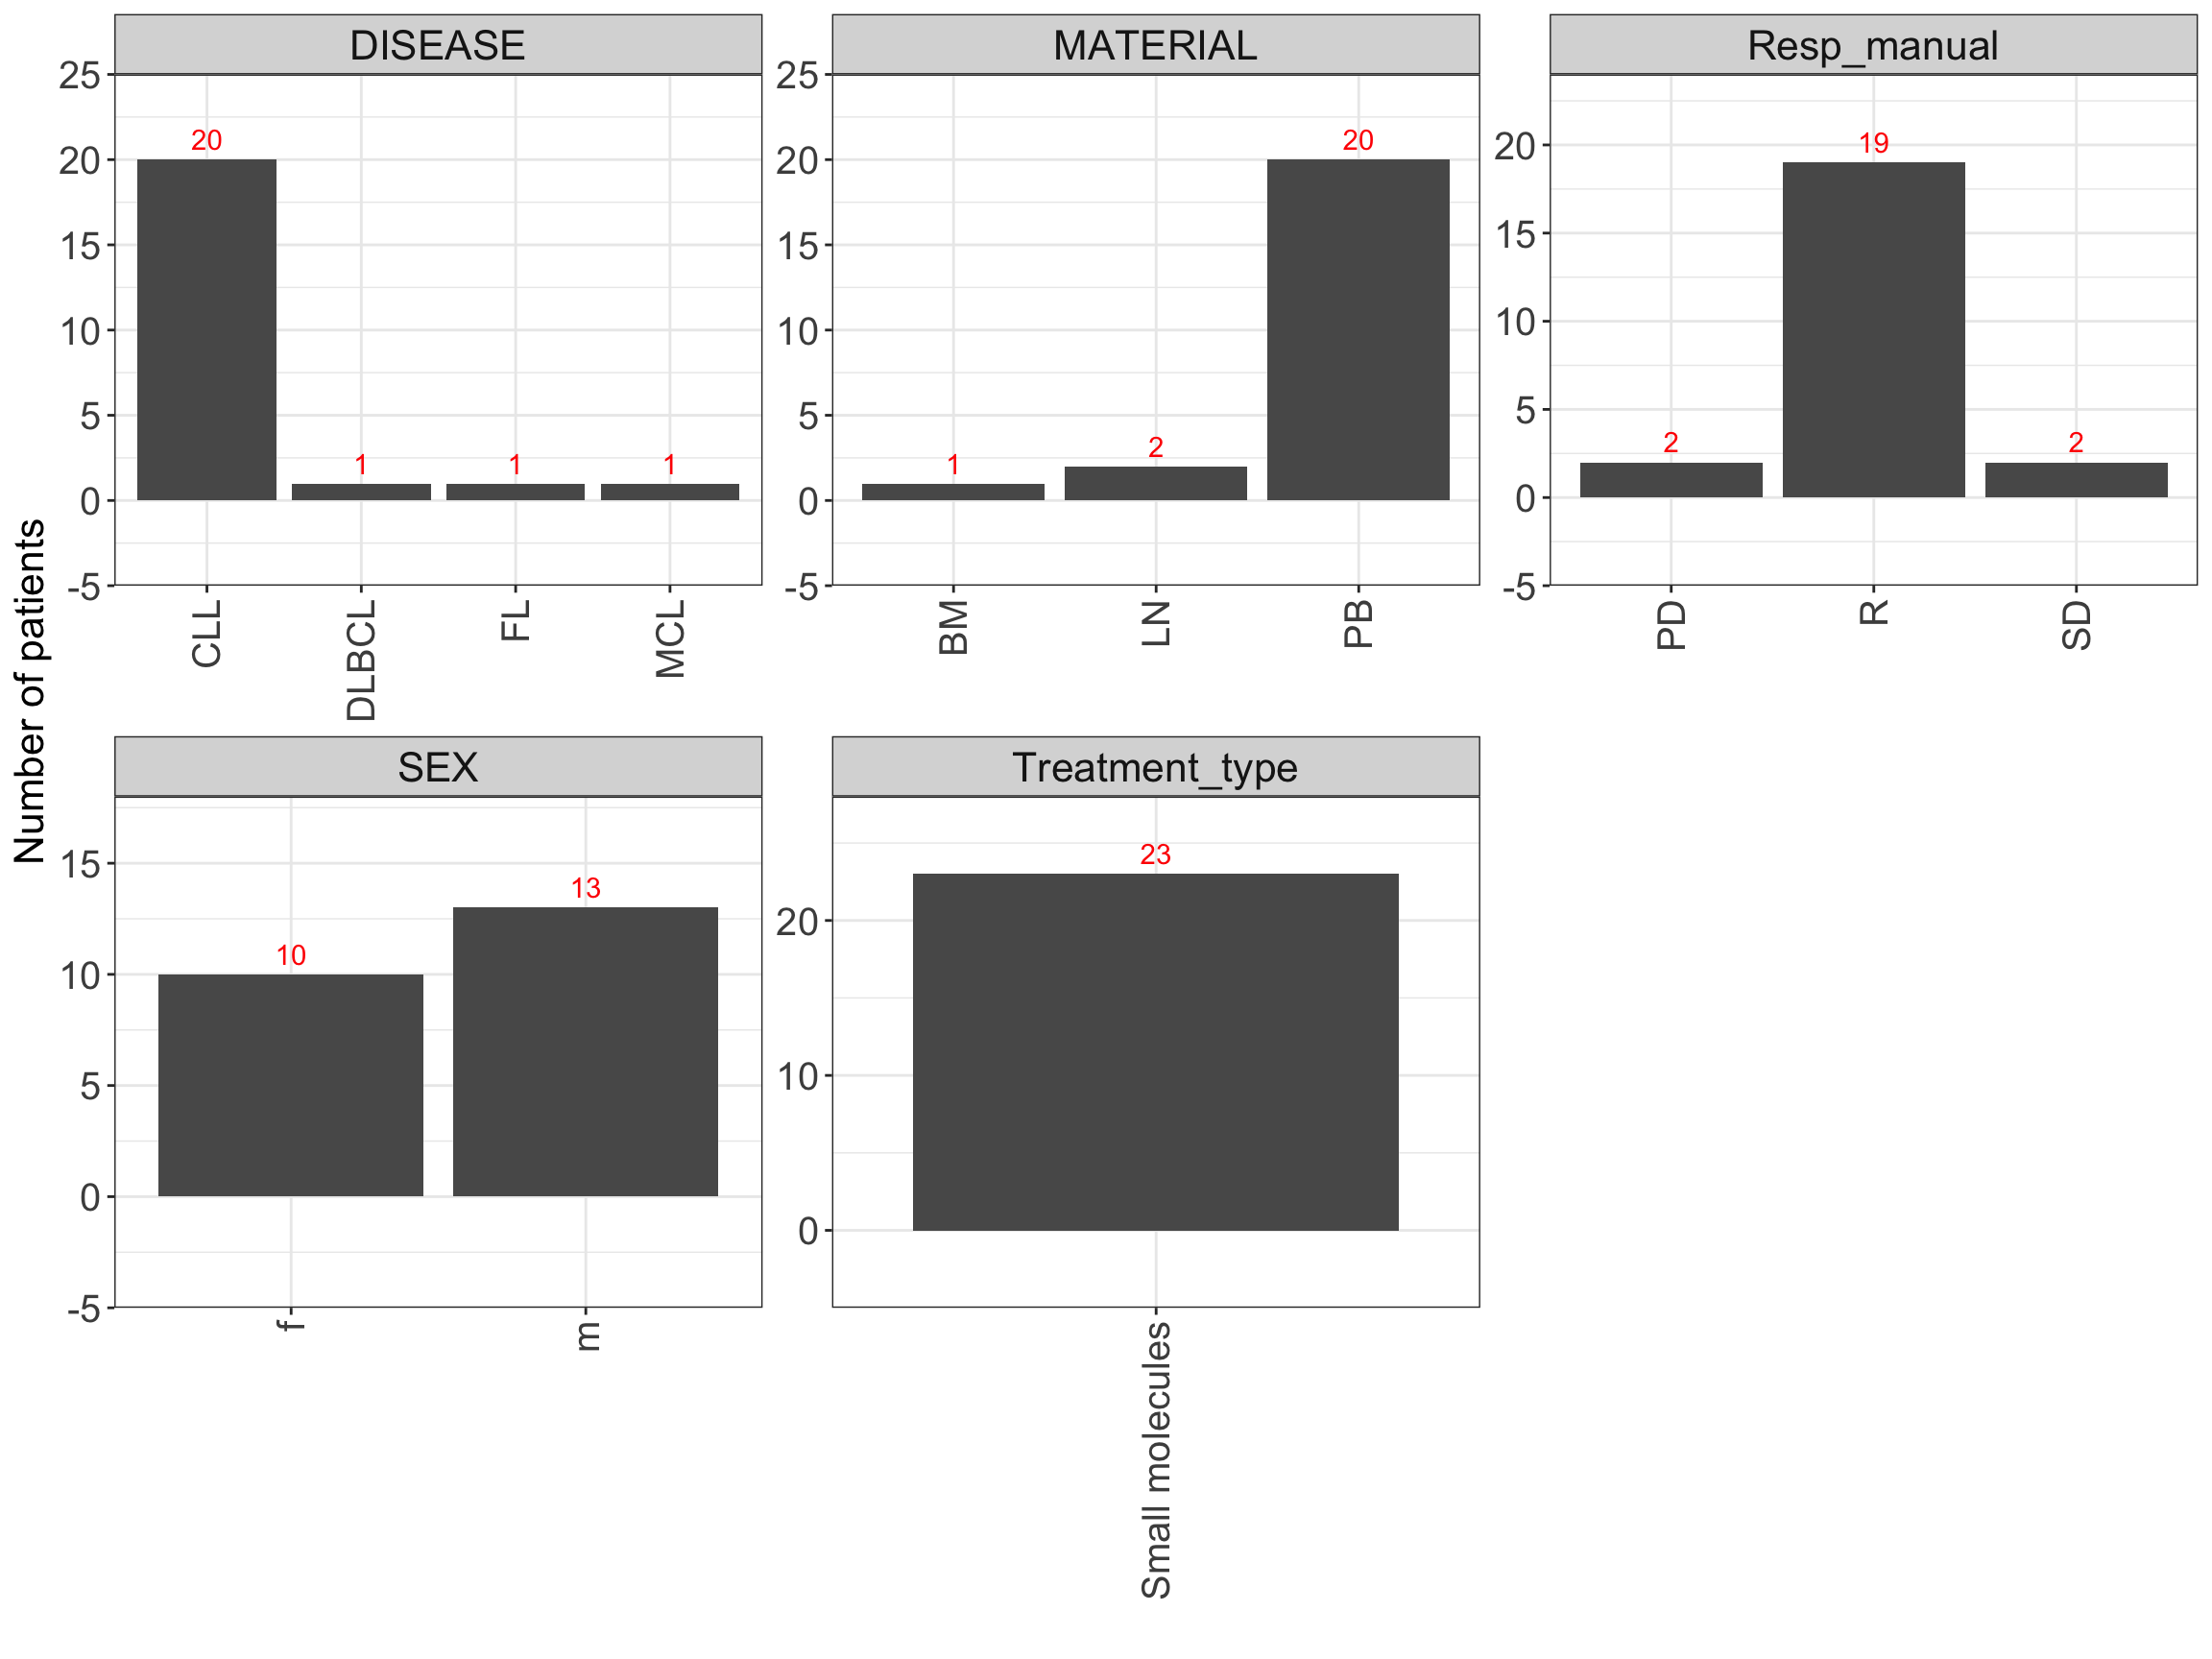 DISEASE
MATERIAL
Resp_manual
25
20
15
10
5
0
-5
20
1
1
1
CLL
DLBCL
FL
MCL
25
20
15
10
5
0
-5
1
2
20
BM
LN
PB
20
15
10
5
0
-5
2
19
2
PD
R
SD
Number of patients
SEX
Treatment_type
15
10
5
0
-5
10
13
f
m
20
10
0
23
Small molecules